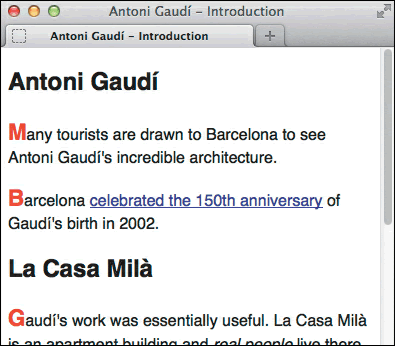 Antoni Gaudí – Introduction
Antoni Gaudí – Introduction
Antoni Gaudí
Many tourists are drawn to Barcelona to see
Antoni Gaudí's incredible architecture.
Barcelona celebrated the 150th anniversary of
Gaudí's birth in 2002.
La Casa Milà
Gaudí's work was essentially useful. La Casa Milà
is an apartment building and real people live there